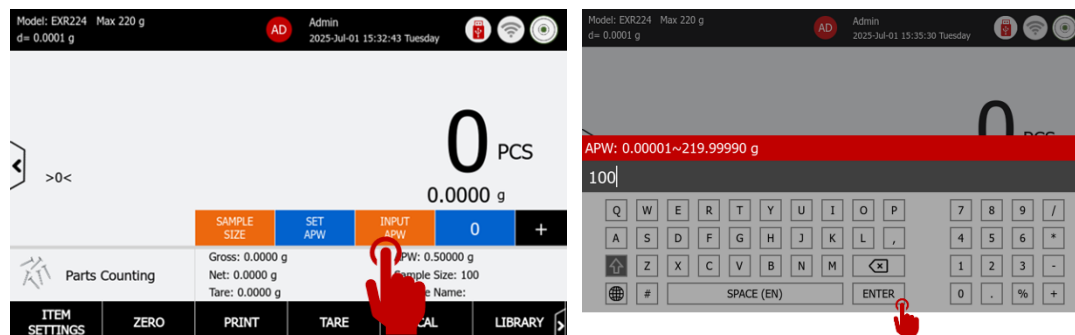 Model: EXR224 Max 220 g
d= 0.0001 g
AD
Admin
2025-Jul-01 15:32:43 Tuesday
0 PCS
>0<
0.0000 g
SAMPLE SIZE
SET APW
INPUT APW
0
+
Parts Counting
Gross: 0.0000 g
Net: 0.0000 g
Tare: 0.0000 g
PW: 0.50000 g
Sample Size: 100
Name:
ITEM SETTINGS
ZERO
PRINT
TARE
CAL
LIBRARY
Model: EXR224 Max 220 g
d= 0.0001 g
AD
Admin
2025-Jul-01 15:35:30 Tuesday
APW: 0.00001~219.99990 g
100
Q W E R T Y U I O P 7 8 9 /
A S D F G H J K L , 4 5 6 *
Z X C V B N M 1 2 3 -
# SPACE (EN) ENTER 0 . % +